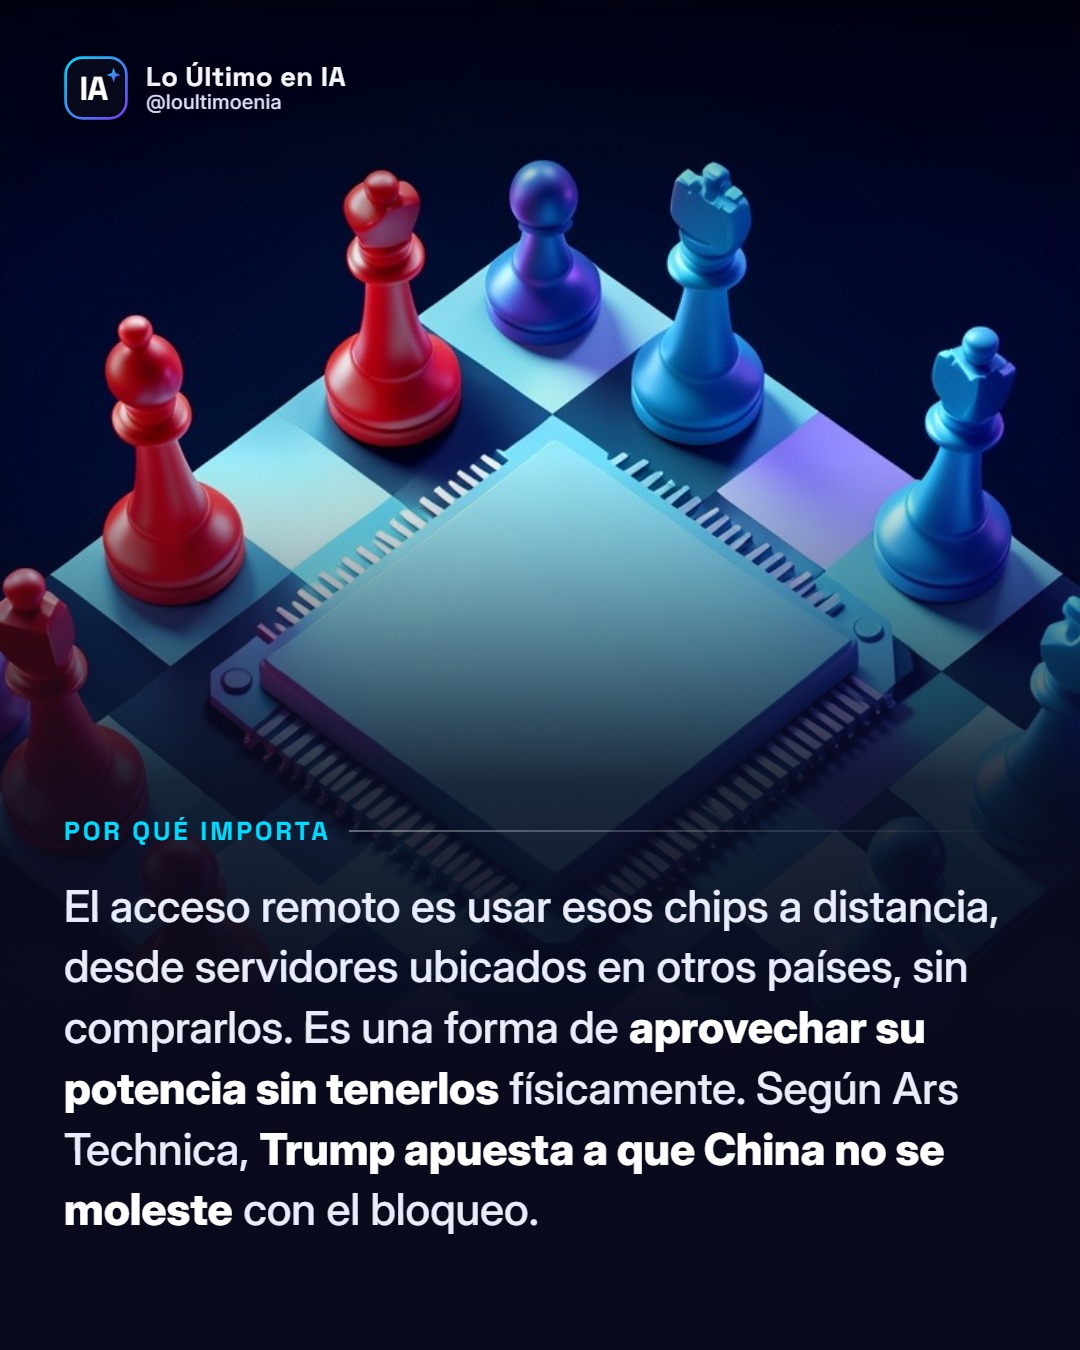 IA
Lo Último en IA
@loultimoenia
POR QUÉ IMPORTA
El acceso remoto es usar esos chips a distancia,
desde servidores ubicados en otros países, sin
comprarlos. Es una forma de aprovechar su
potencia sin tenerlos físicamente. Según Ars
Technica, Trump apuesta a que China no se
moleste con el bloqueo.